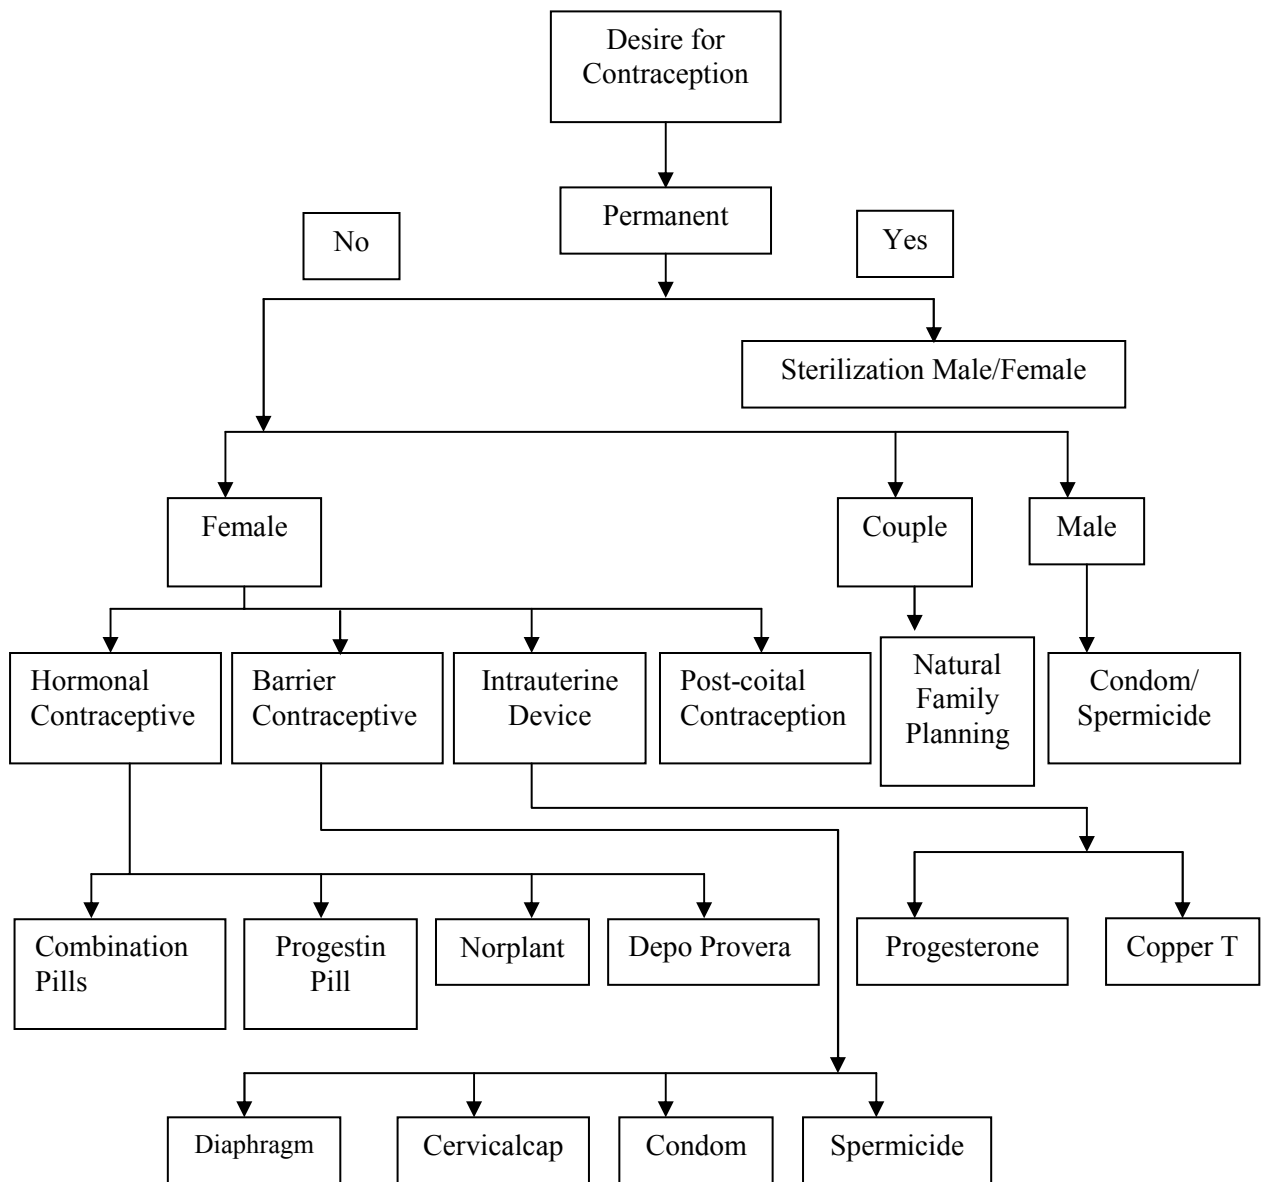 Desire for
Contraception
Permanent
No
Yes
Sterilization Male/Female
Female
Couple
Male
Hormonal
Contraceptive
Barrier
Contraceptive
Intrauterine
Device
Post-coital
Contraception
Natural
Family
Planning
Condom/
Spermicide
Combination
Pills
Progestin
Pill
Norplant
Depo Provera
Progesterone
Copper T
Diaphragm
Cervicalcap
Condom
Spermicide